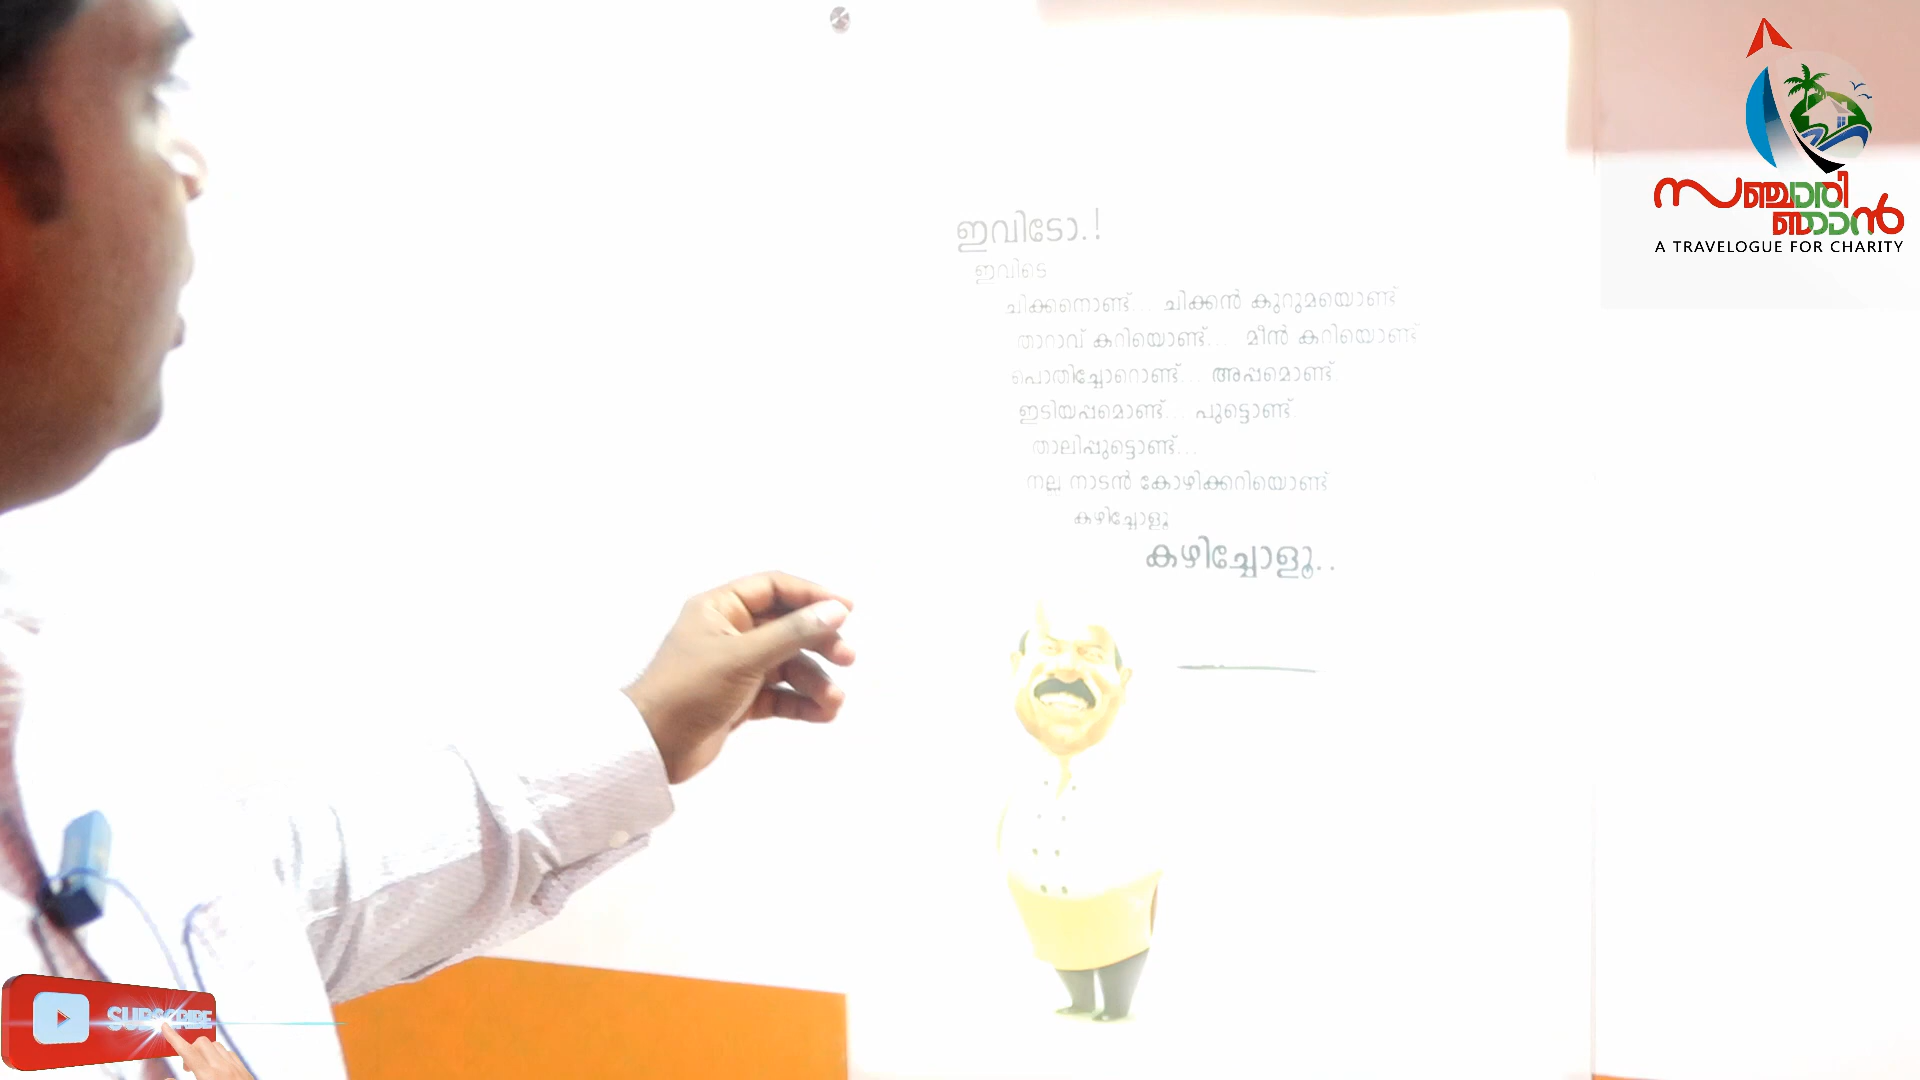 ഇവിടോ.!
ഇവിടെ
ചിക്കനൊണ്ട്... ചിക്കൻ കുറുമയൊണ്ട്
താറാവ് കറിയൊണ്ട്... മീൻ കറിയൊണ്ട്
പൊതിച്ചോറൊണ്ട്... അപ്പമൊണ്ട്
ഇടിയപ്പമൊണ്ട്... പുട്ടൊണ്ട്
താലിപ്പുട്ടൊണ്ട്...
നല്ല നാടൻ കോഴിക്കറിയൊണ്ട്
കഴിച്ചോളൂ
കഴിച്ചോളൂ..
സഞ്ചാരി
ഞാൻ
A TRAVELOGUE FOR CHARITY
SUBSCRIBE